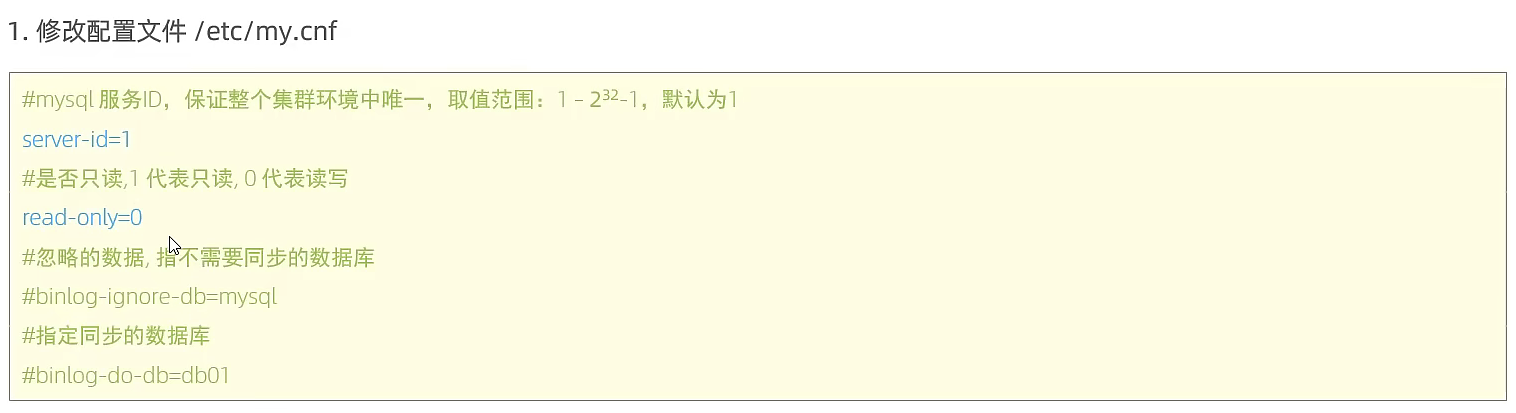 1. 修改配置文件 /etc/my.cnf
#mysql 服务ID，保证整个集群环境中唯一，取值范围：1 – 2³²-1，默认为1
server-id=1
#是否只读,1 代表只读, 0 代表读写
read-only=0
#忽略的数据, 指不需要同步的数据库
#binlog-ignore-db=mysql
#指定同步的数据库
#binlog-do-db=db01